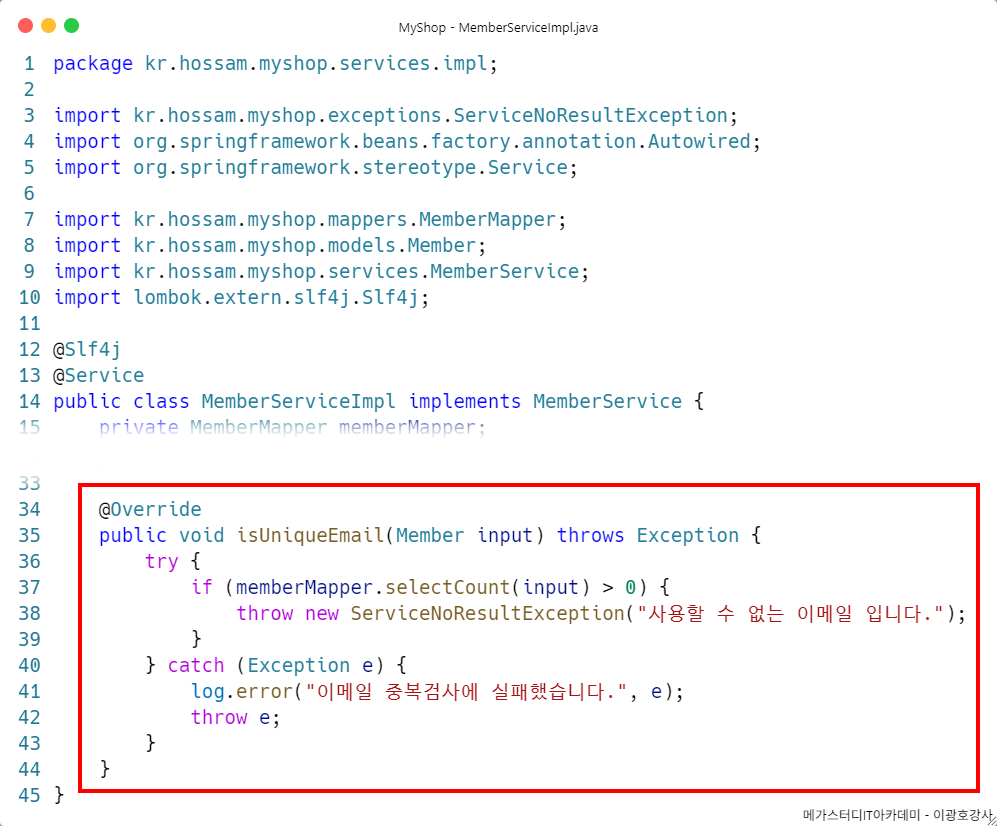 MyShop - MemberServiceImpl.java
1 package kr.hossam.myshop.services.impl;
2
3 import kr.hossam.myshop.exceptions.ServiceNoResultException;
4 import org.springframework.beans.factory.annotation.Autowired;
5 import org.springframework.stereotype.Service;
6
7 import kr.hossam.myshop.mappers.MemberMapper;
8 import kr.hossam.myshop.models.Member;
9 import kr.hossam.myshop.services.MemberService;
10 import lombok.extern.slf4j.Slf4j;
11
12 @Slf4j
13 @Service
14 public class MemberServiceImpl implements MemberService {
15     private MemberMapper memberMapper;
33
34     @Override
35     public void isUniqueEmail(Member input) throws Exception {
36         try {
37             if (memberMapper.selectCount(input) > 0) {
38                 throw new ServiceNoResultException("사용할 수 없는 이메일 입니다.");
39             }
40         } catch (Exception e) {
41             log.error("이메일 중복검사에 실패했습니다.", e);
42             throw e;
43         }
44     }
45 }
메가스터디IT아카데미 - 이광호강사